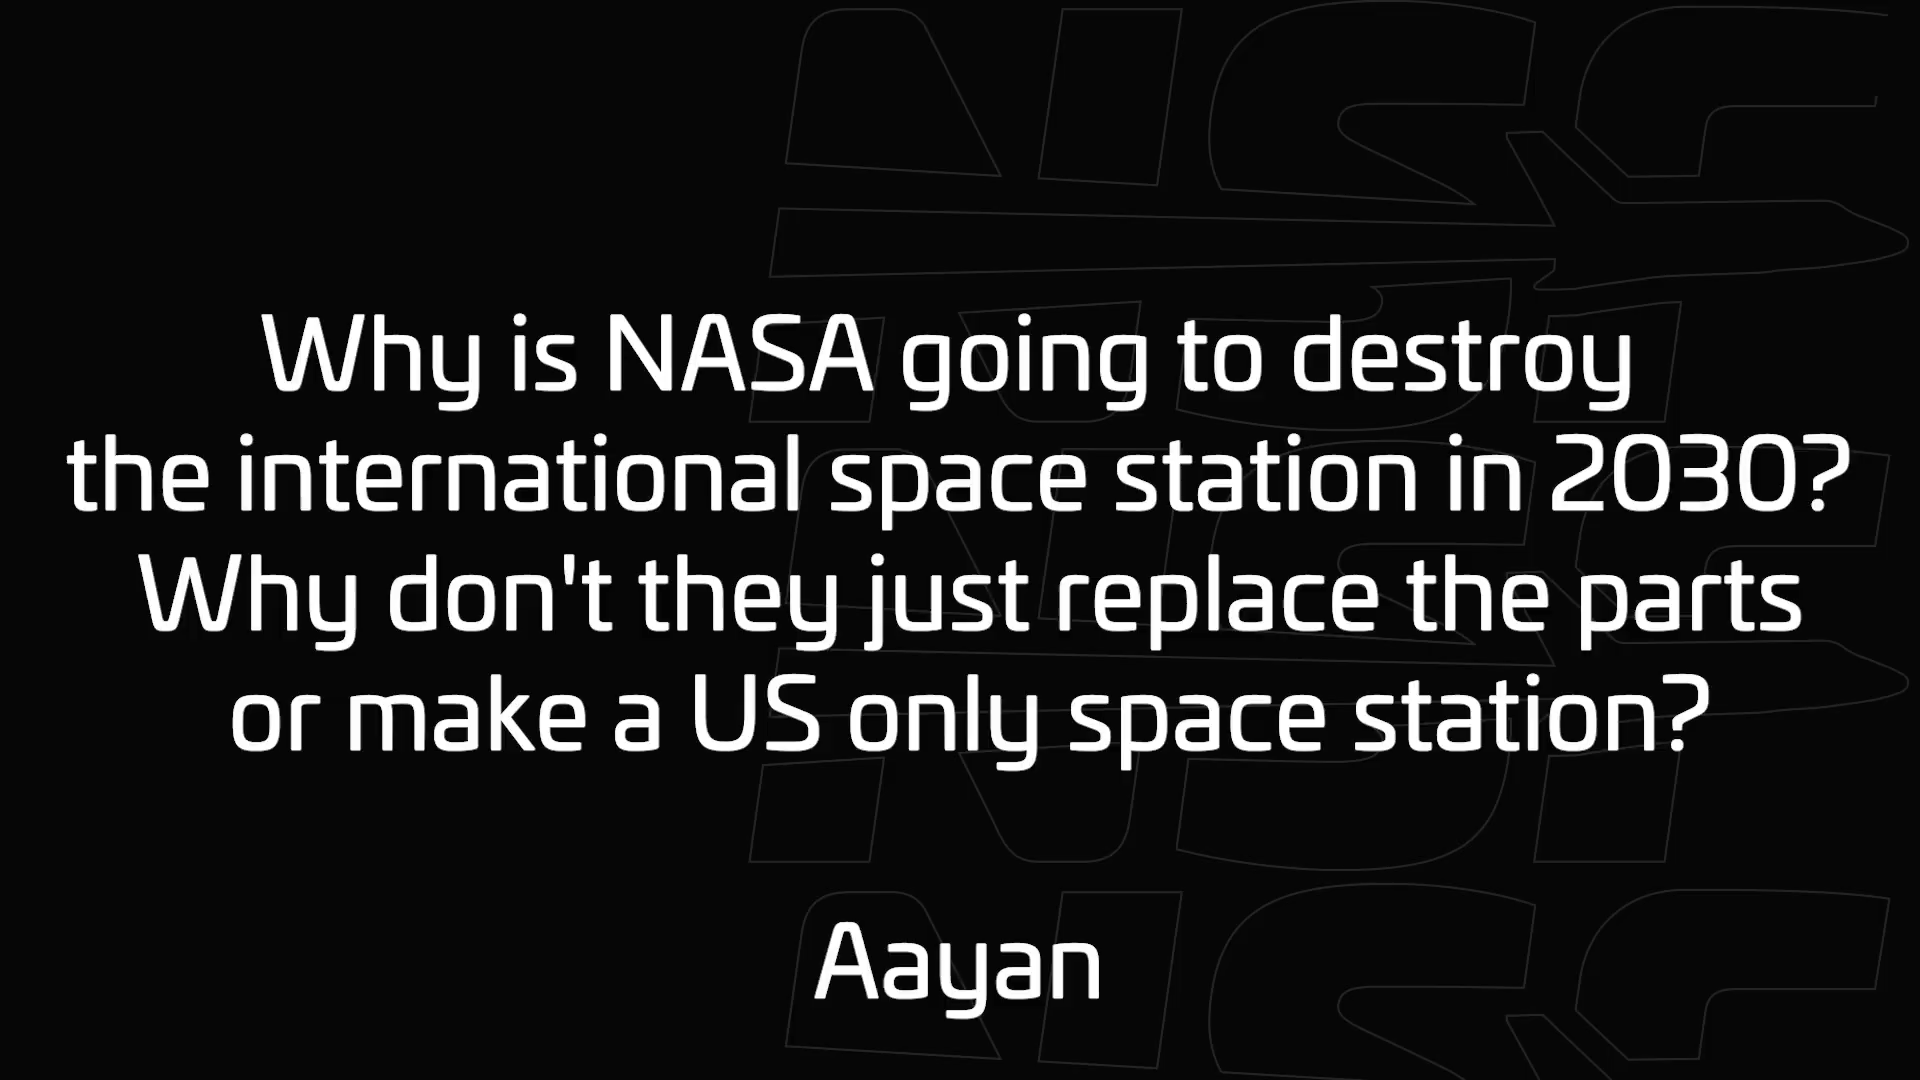 Why is NASA going to destroy
the international space station in 2030?
Why don't they just replace the parts
or make a US only space station?
Aayan